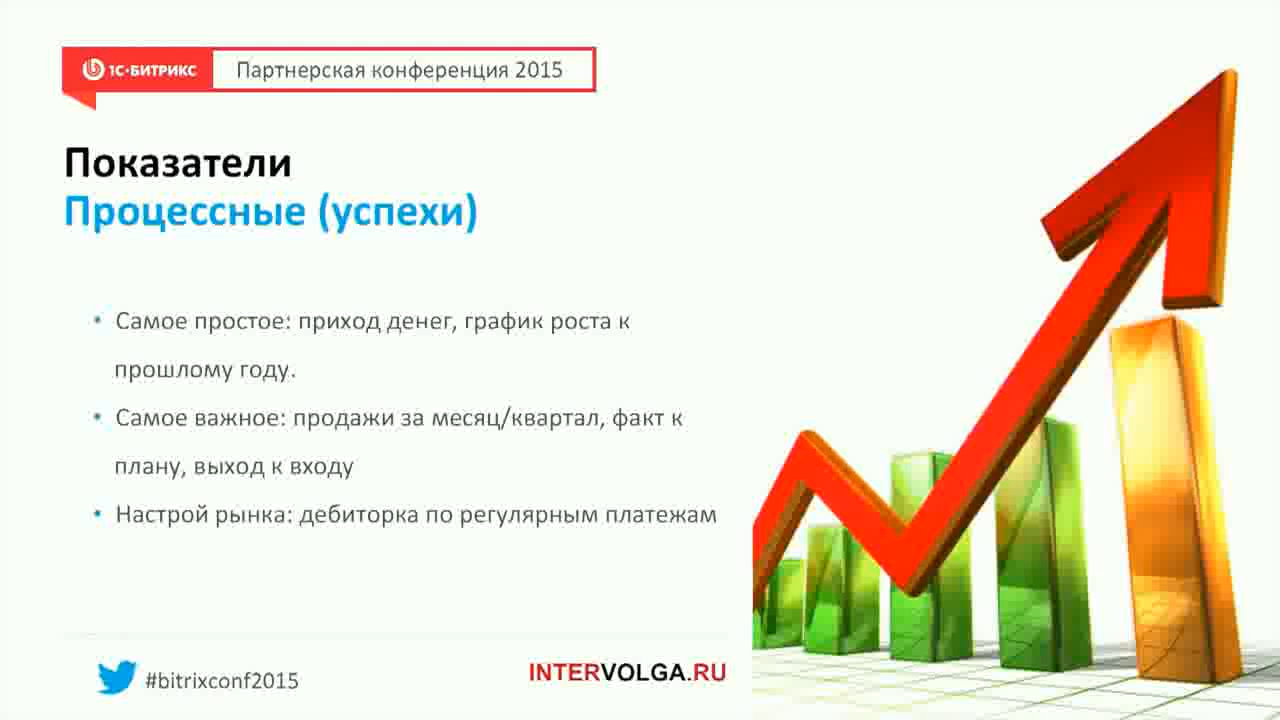 1С-БИТРИКС Партнерская конференция 2015
Показатели
Процессные (успехи)
• Самое простое: приход денег, график роста к
прошлому году.
• Самое важное: продажи за месяц/квартал, факт к
плану, выход к входу
• Настрой рынка: дебиторка по регулярным платежам
#bitrixconf2015
INTERVOLGA.RU